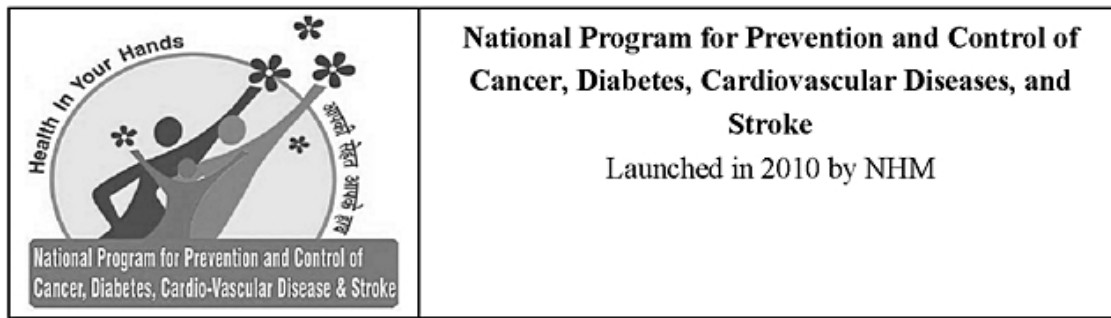 Health In Your Hands
आपकी सेहत आपके हाथ
National Program for Prevention and Control of
Cancer, Diabetes, Cardio-Vascular Disease & Stroke
National Program for Prevention and Control of
Cancer, Diabetes, Cardiovascular Diseases, and
Stroke
Launched in 2010 by NHM